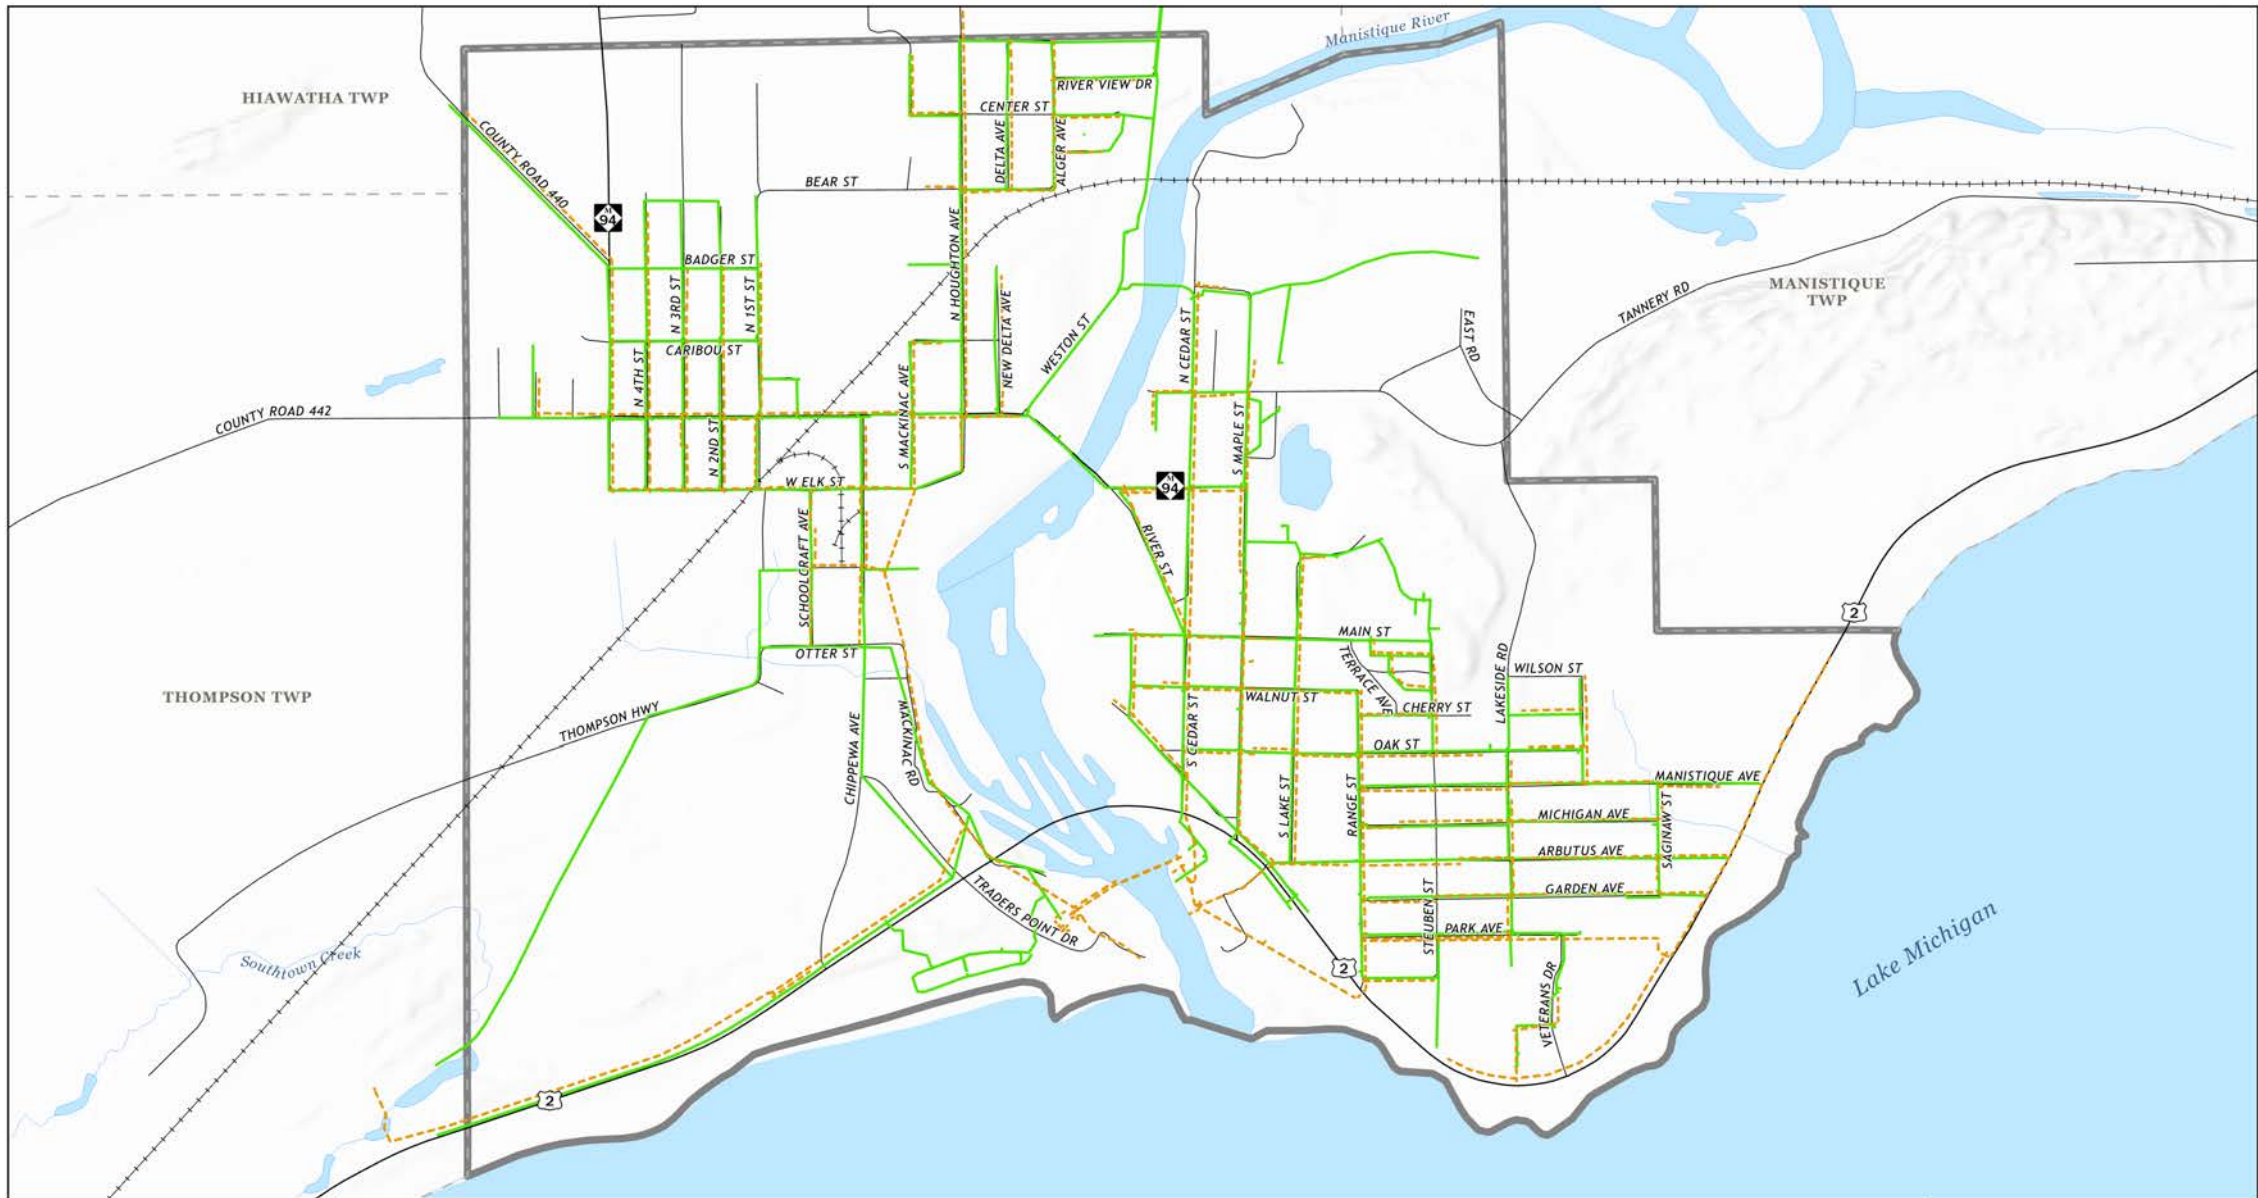 Manistique River
HIAWATHA TWP
RIVER VIEW DR
CENTER ST
COUNTY ROAD 440
DELTA AVE
ALGER AVE
BEAR ST
M
94
N HOUGHTON AVE
BADGER ST
N 3RD ST
N 1ST ST
NEW DELTA AVE
WESTON ST
N CEDAR ST
EAST RD
TANNERY RD
MANISTIQUE
TWP
CARIBOU ST
N 4TH ST
S MACKINAC AVE
COUNTY ROAD 442
N 2ND ST
S MAPLE ST
W ELK ST
M
94
SCHOOLCRAFT AVE
RIVER ST
2
MAIN ST
OTTER ST
TERRACE AVE
LAKESIDE RD
WILSON ST
THOMPSON TWP
WALNUT ST
CHERRY ST
THOMPSON HWY
CHIPPEWA AVE
MACKINAC RD
S CEDAR ST
OAK ST
MANISTIQUE AVE
S LAKE ST
RANGE ST
MICHIGAN AVE
SAGINAW ST
ARBUTUS AVE
GARDEN AVE
TRADERS POINT DR
STEUBEN ST
PARK AVE
Southtown Creek
2
VETERANS DR
Lake Michigan
2